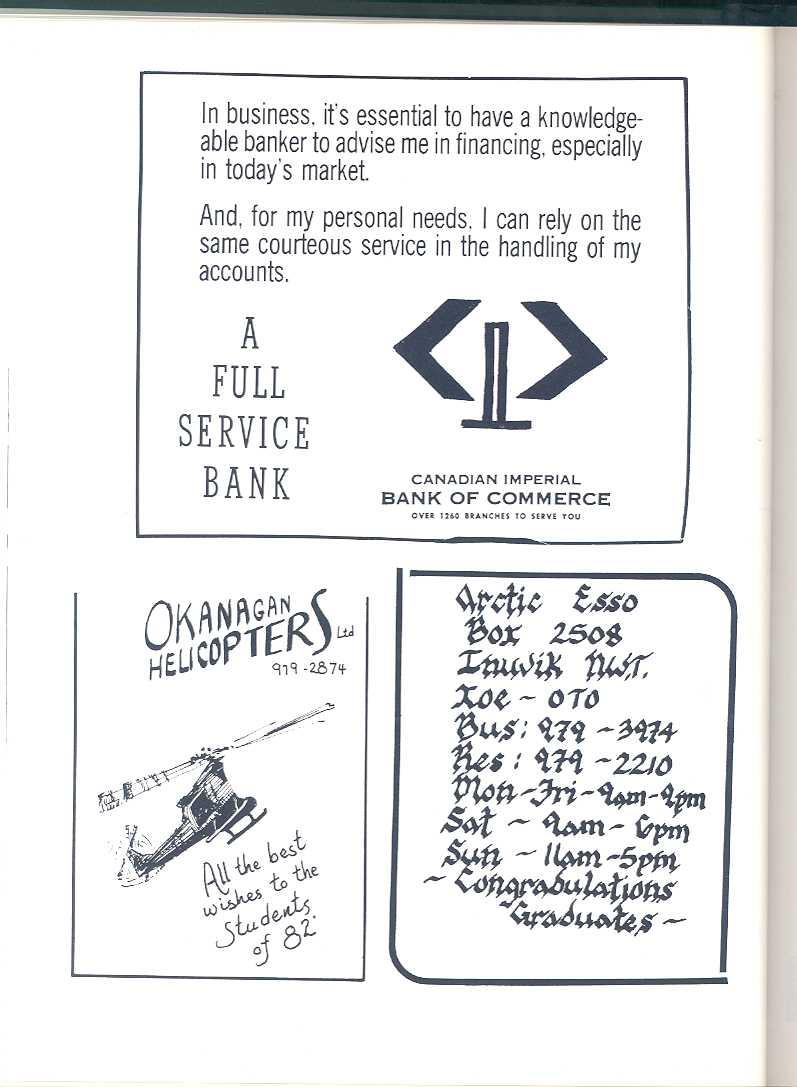 In business, it's essential to have a knowledge-
able banker to advise me in financing, especially
in today's market.
And, for my personal needs, I can rely on the
same courteous service in the handling of my
accounts.
A
FULL
SERVICE
BANK
CANADIAN IMPERIAL
BANK OF COMMERCE
OVER 1260 BRANCHES TO SERVE YOU
OKANAGAN
HELICOPTERS Ltd
979-2874
All the best
wishes to the
Students
of 82'
Arctic Esso
Box 2508
Inuvik NWT.
XOE - 0T0
Bus: 979 - 3974
Res: 979 - 2210
Mon-Fri-9am-9pm
Sat - 9am - 6pm
Sun - 11am-5pm
- Congradulations
Graduates -